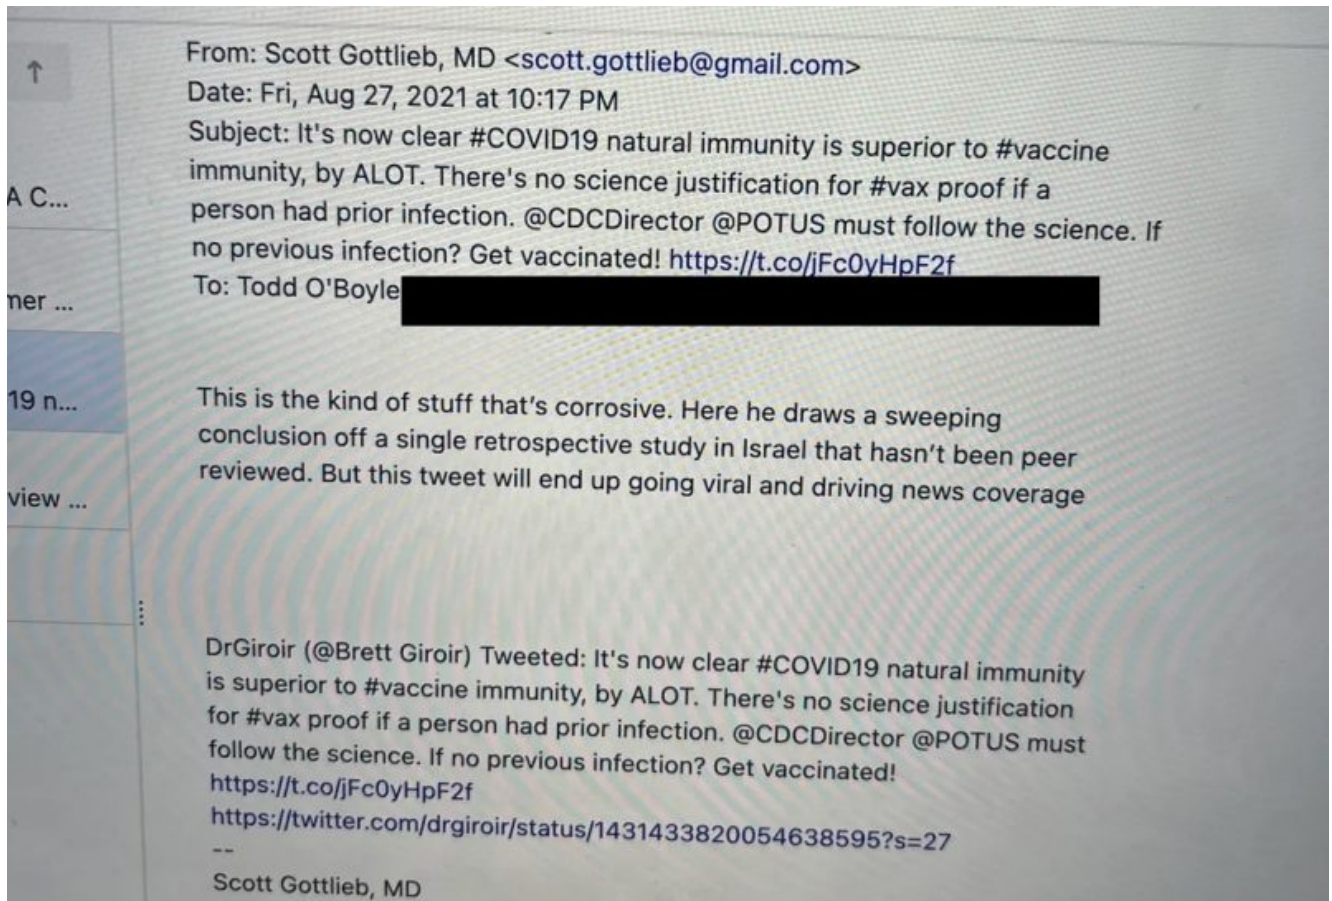 ↑
From: Scott Gottlieb, MD <scott.gottlieb@gmail.com>
Date: Fri, Aug 27, 2021 at 10:17 PM
Subject: It's now clear #COVID19 natural immunity is superior to #vaccine
immunity, by ALOT. There's no science justification for #vax proof if a
person had prior infection. @CDCDirector @POTUS must follow the science. If
no previous infection? Get vaccinated! https://t.co/jFc0yHpF2f
To: Todd O'Boyle
A C...
mer ...
19 n...
view ...
This is the kind of stuff that's corrosive. Here he draws a sweeping
conclusion off a single retrospective study in Israel that hasn't been peer
reviewed. But this tweet will end up going viral and driving news coverage
DrGiroir (@Brett Giroir) Tweeted: It's now clear #COVID19 natural immunity
is superior to #vaccine immunity, by ALOT. There's no science justification
for #vax proof if a person had prior infection. @CDCDirector @POTUS must
follow the science. If no previous infection? Get vaccinated!
https://t.co/jFc0yHpF2f
https://twitter.com/drgiroir/status/1431433820054638595?s=27
--
Scott Gottlieb, MD